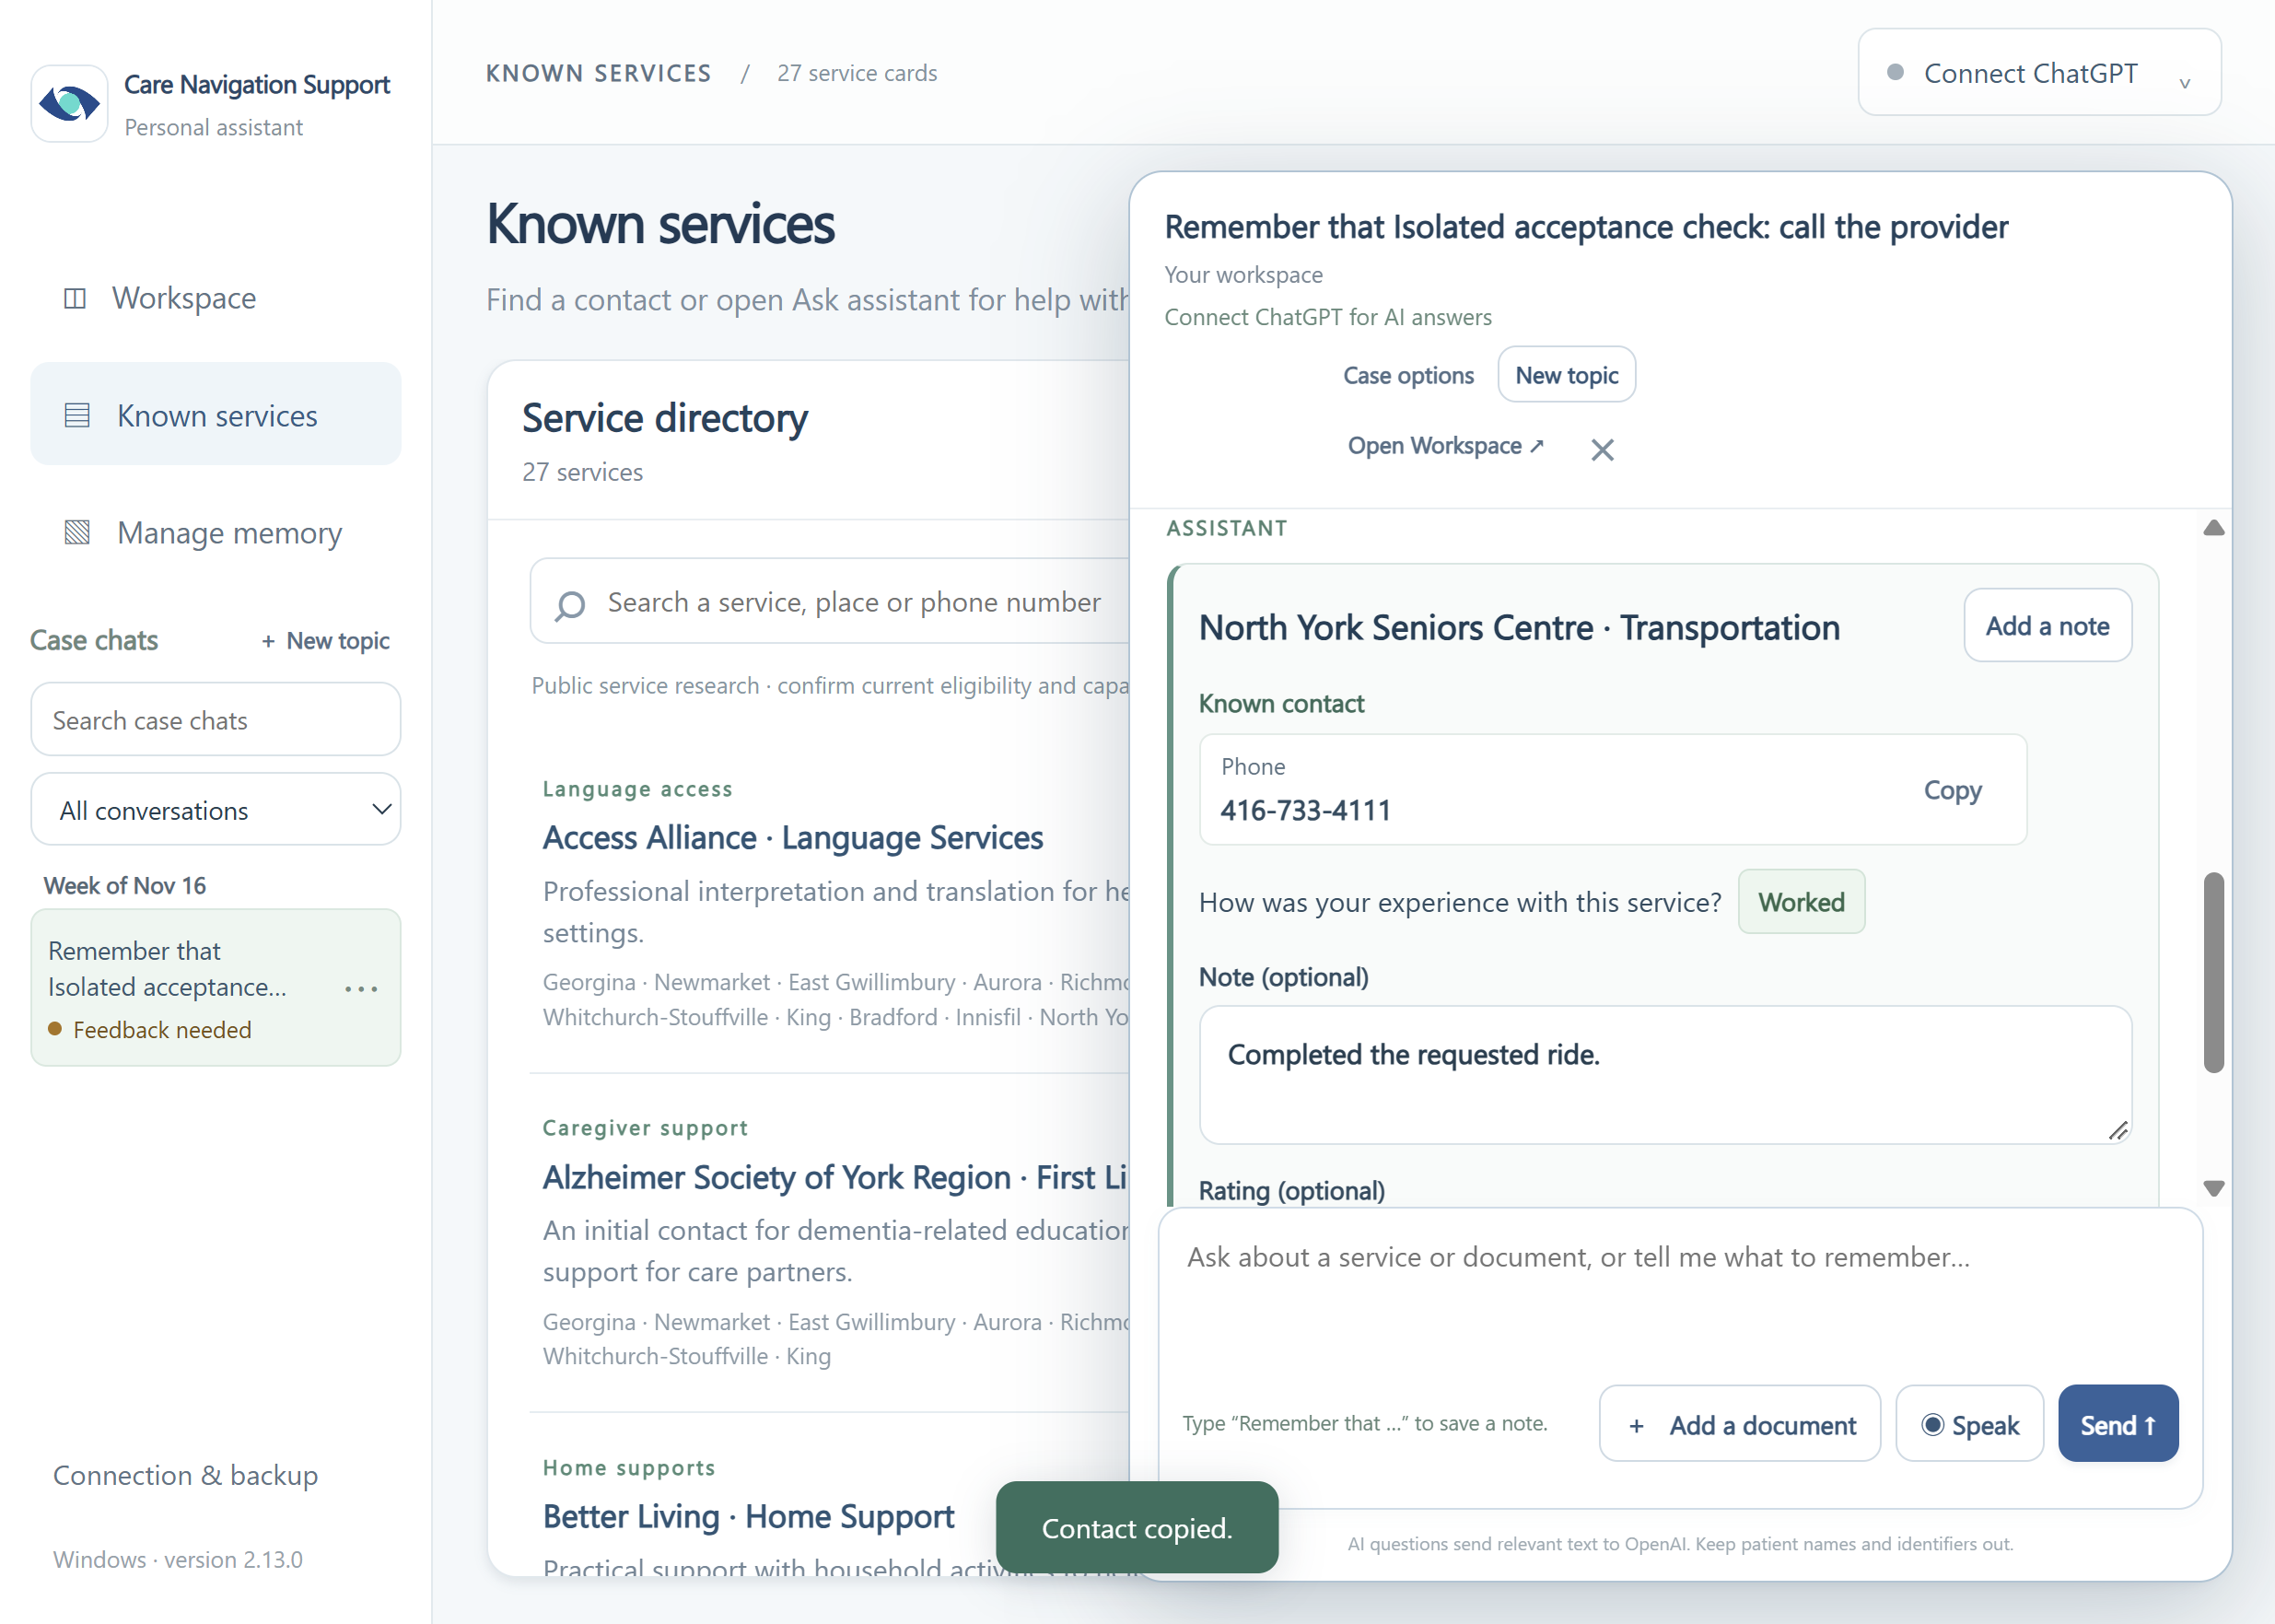 Care Navigation Support
Personal assistant
Workspace
Known services
Manage memory
Case chats
+ New topic
Search case chats
All conversations
Week of Nov 16
Remember that
Isolated acceptance...
Feedback needed
Connection & backup
Windows · version 2.13.0
KNOWN SERVICES / 27 service cards
Connect ChatGPT
Known services
Find a contact or open Ask assistant for help with
Service directory
27 services
Search a service, place or phone number
Public service research · confirm current eligibility and capa
Language access
Access Alliance · Language Services
Professional interpretation and translation for he
settings.
Georgina · Newmarket · East Gwillimbury · Aurora · Richmo
Whitchurch-Stouffville · King · Bradford · Innisfil · North Yo
Caregiver support
Alzheimer Society of York Region · First Li
An initial contact for dementia-related education
support for care partners.
Georgina · Newmarket · East Gwillimbury · Aurora · Richmo
Whitchurch-Stouffville · King
Home supports
Better Living · Home Support
Practical support with household
Remember that Isolated acceptance check: call the provider
Your workspace
Connect ChatGPT for AI answers
Case options
New topic
Open Workspace ↗
ASSISTANT
North York Seniors Centre · Transportation
Add a note
Known contact
Phone
416-733-4111
Copy
How was your experience with this service? Worked
Note (optional)
Completed the requested ride.
Rating (optional)
Ask about a service or document, or tell me what to remember...
Type “Remember that ...” to save a note.
+ Add a document
Speak
Send ↑
Contact copied.
AI questions send relevant text to OpenAI. Keep patient names and identifiers out.